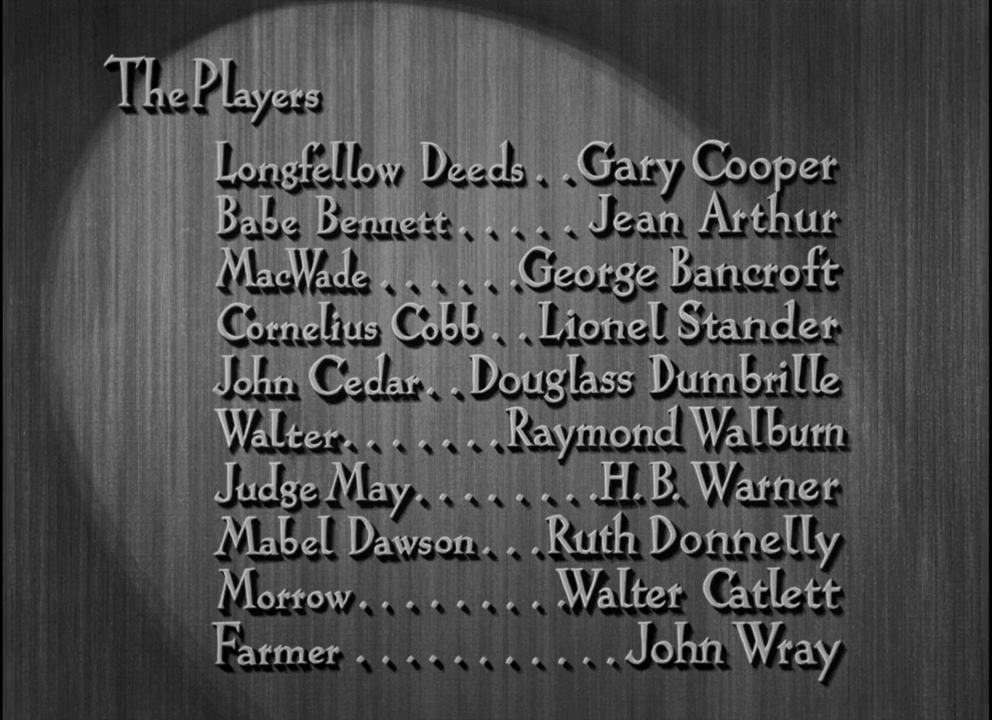 The Players
Longfellow Deeds . . Gary Cooper
Babe Bennett . . . . . Jean Arthur
MacWade . . . . . . George Bancroft
Cornelius Cobb . . Lionel Stander
John Cedar . . Douglass Dumbrille
Walter . . . . . . . Raymond Walburn
Judge May . . . . . . . . H. B. Warner
Mabel Dawson . . . Ruth Donnelly
Morrow . . . . . . . . . Walter Catlett
Farmer . . . . . . . . . . . . John Wray